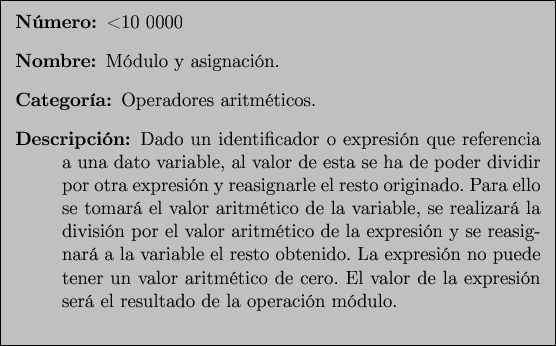 Número: <10 0000
Nombre: Módulo y asignación.
Categoría: Operadores aritméticos.
Descripción: Dado un identificador o expresión que referencia
a una dato variable, al valor de esta se ha de poder dividir
por otra expresión y reasignarle el resto originado. Para ello
se tomará el valor aritmético de la variable, se realizará la
división por el valor aritmético de la expresión y se reasig-
nará a la variable el resto obtenido. La expresión no puede
tener un valor aritmético de cero. El valor de la expresión
será el resultado de la operación módulo.